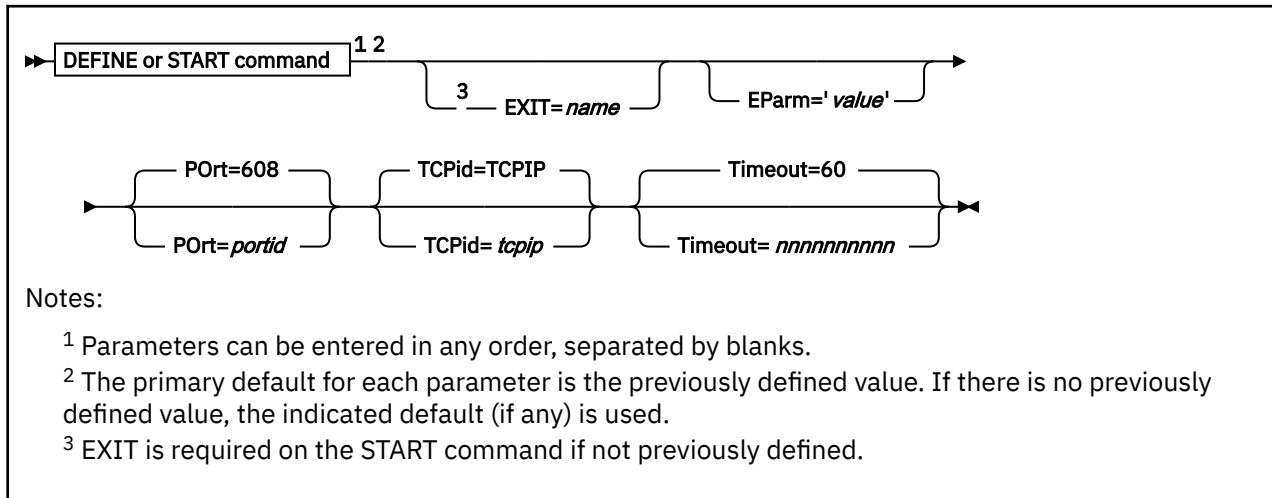 DEFINE or START command 1 2
3 EXIT=name
EParm='value'
POrt=608 TCPid=TCPIP Timeout=60
POrt=portid TCPid=tcpip Timeout=nnnnnnnnnn
Notes:
1 Parameters can be entered in any order, separated by blanks.
2 The primary default for each parameter is the previously defined value. If there is no previously
defined value, the indicated default (if any) is used.
3 EXIT is required on the START command if not previously defined.